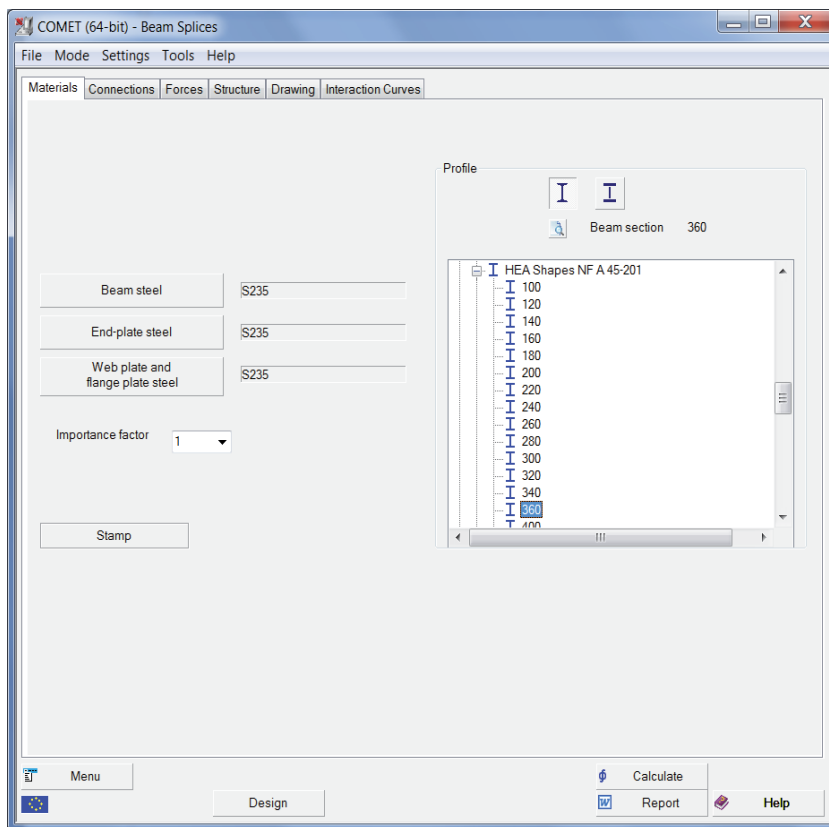 COMET (64-bit) - Beam Splices
File Mode Settings Tools Help
Materials Connections Forces Structure Drawing Interaction Curves
Profile
Beam section 360
HEA Shapes NF A 45-201
100
120
140
160
180
200
220
240
260
280
300
320
340
360
400
Beam steel S235
End-plate steel S235
Web plate and
flange plate steel S235
Importance factor 1
Stamp
Menu Calculate
Design Report Help